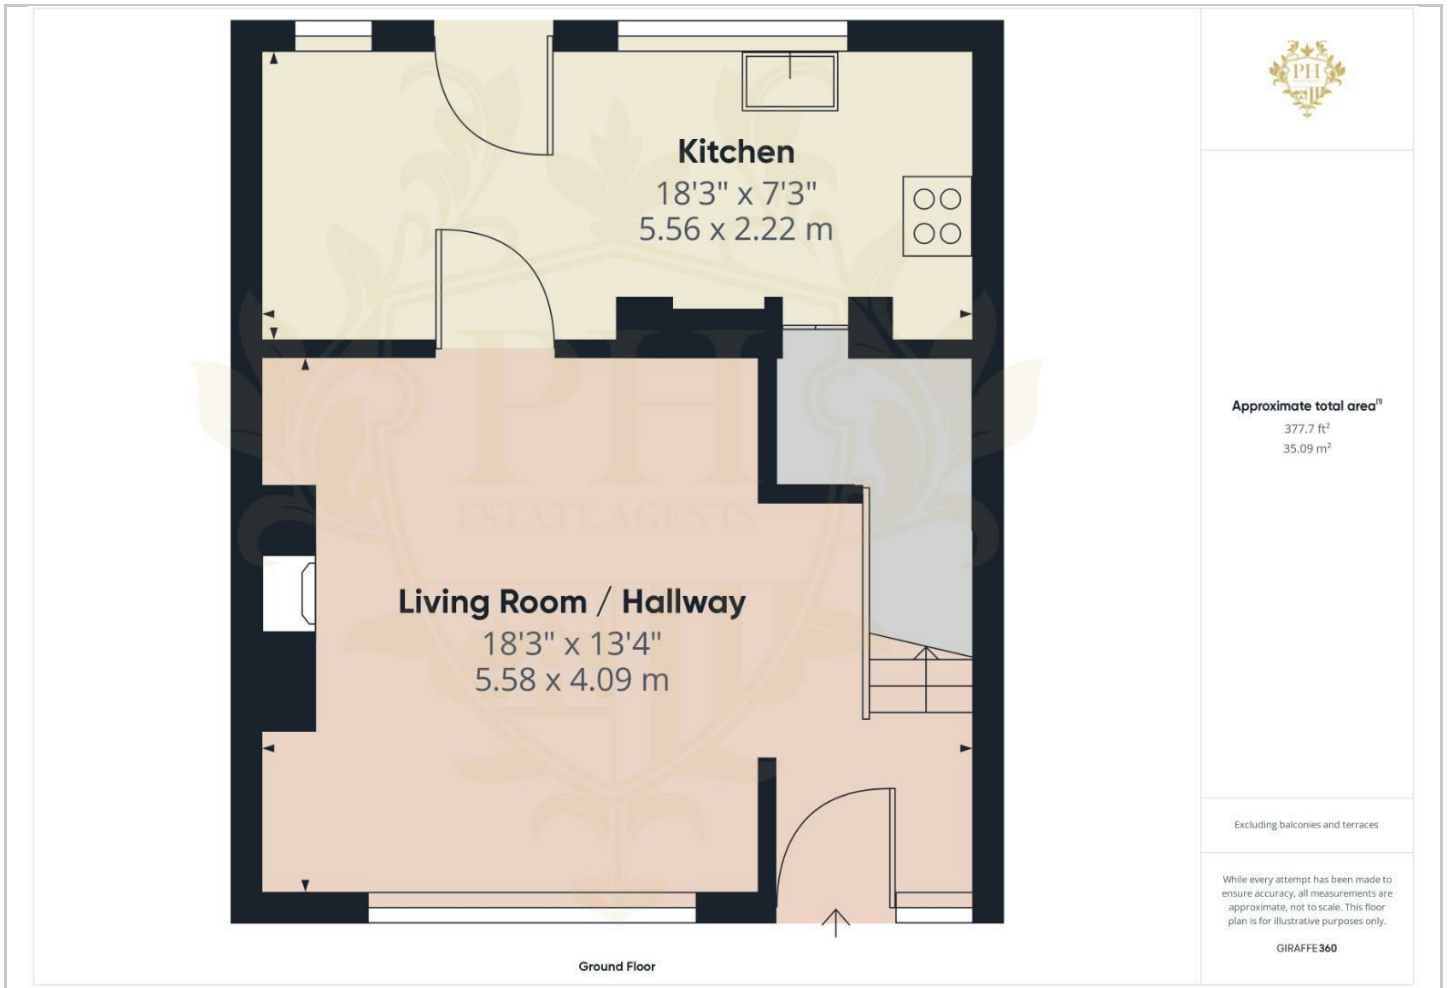 Kitchen
18'3" x 7'3"
5.56 x 2.22 m
PH
ESTATE AGENTS
Living Room / Hallway
18'3" x 13'4"
5.58 x 4.09 m
Ground Floor
PH
Approximate total area(1)
377.7 ft²
35.09 m²
Excluding balconies and terraces
While every attempt has been made to
ensure accuracy, all measurements are
approximate, not to scale. This floor
plan is for illustrative purposes only.
GIRAFFE360